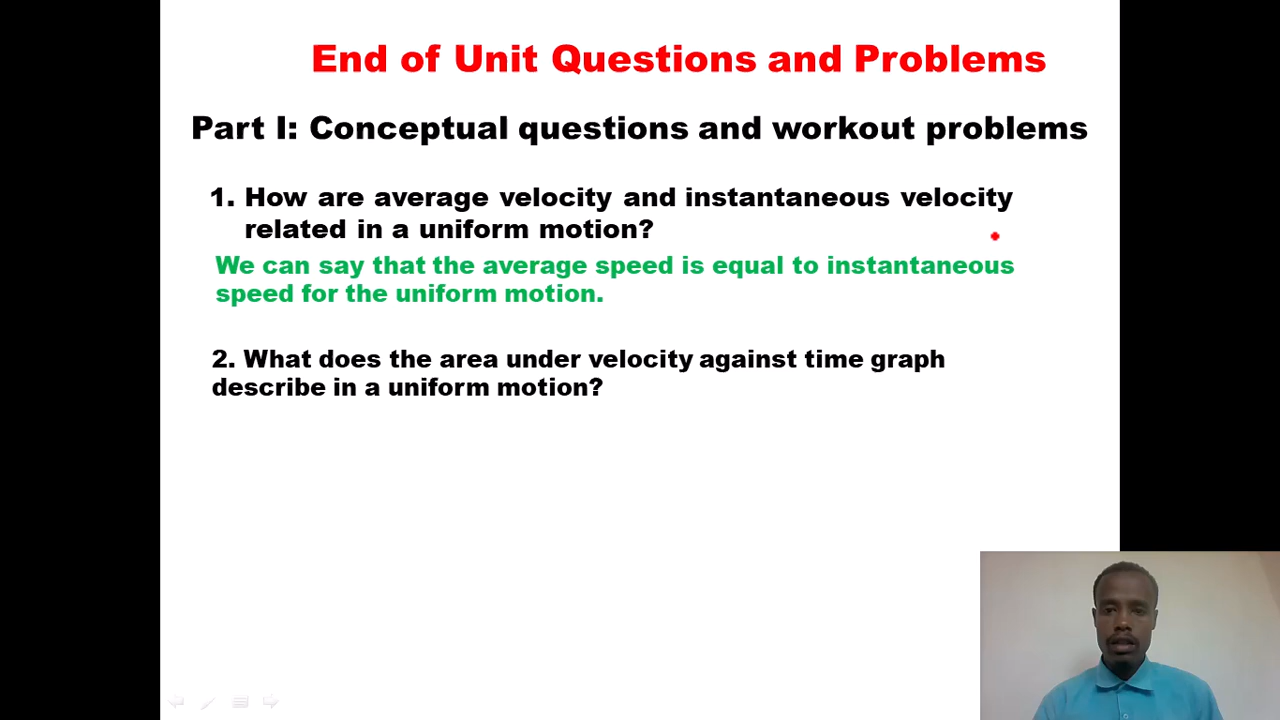 End of Unit Questions and Problems
Part I: Conceptual questions and workout problems
1. How are average velocity and instantaneous velocity
related in a uniform motion?
We can say that the average speed is equal to instantaneous
speed for the uniform motion.
2. What does the area under velocity against time graph
describe in a uniform motion?